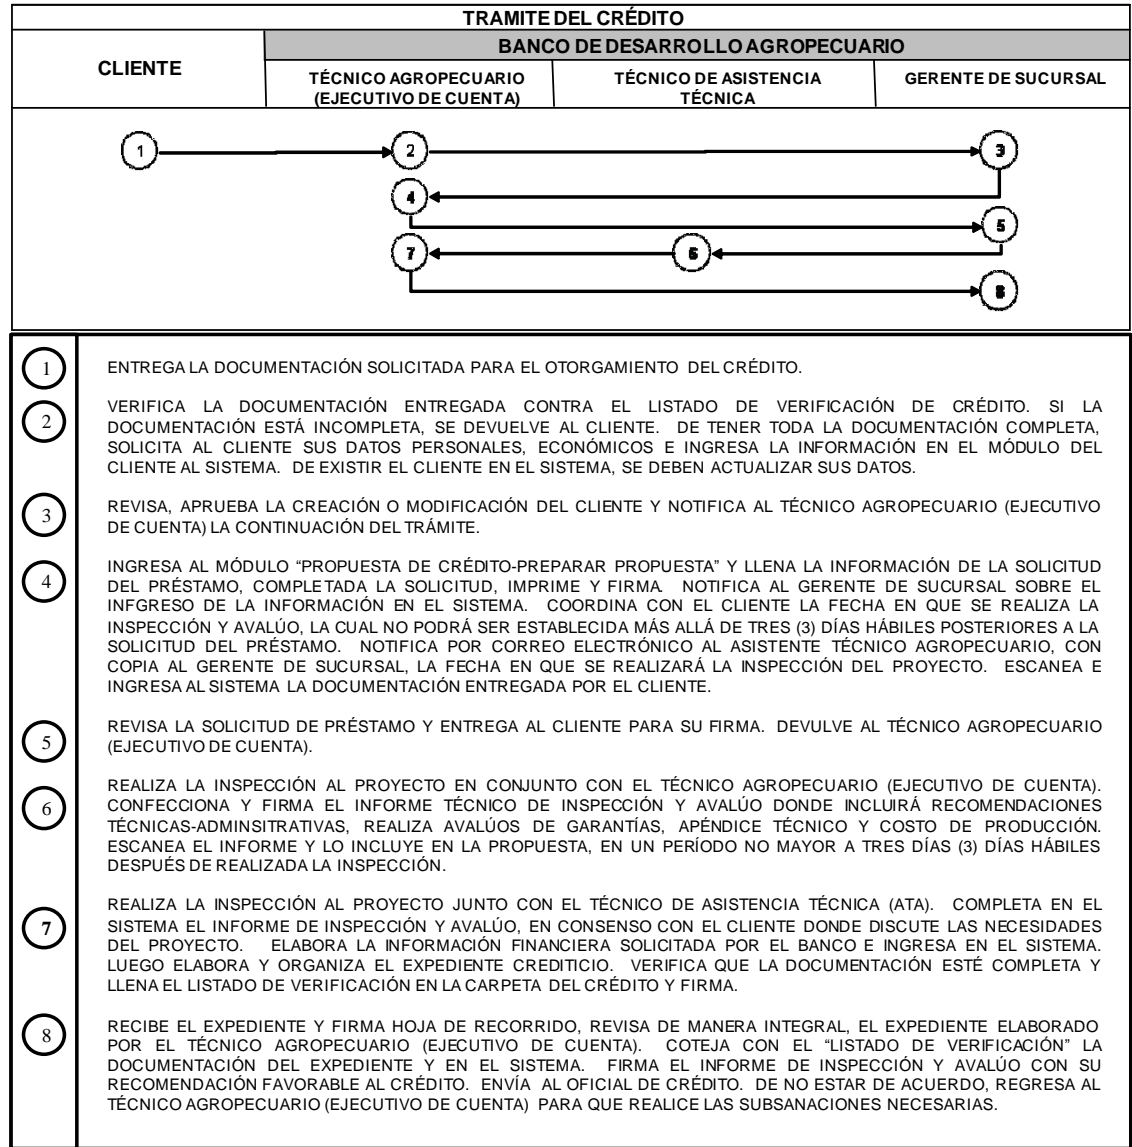 TRAMITE DEL CRÉDITO
CLIENTE
BANCO DE DESARROLLO AGROPECUARIO
TÉCNICO AGROPECUARIO
(EJECUTIVO DE CUENTA)
TÉCNICO DE ASISTENCIA
TÉCNICA
GERENTE DE SUCURSAL
1
2
3
4
5
7
6
8
1
ENTREGA LA DOCUMENTACIÓN SOLICITADA PARA EL OTORGAMIENTO DEL CRÉDITO.
2
VERIFICA LA DOCUMENTACIÓN ENTREGADA CONTRA EL LISTADO DE VERIFICACIÓN DE CRÉDITO. SI LA
DOCUMENTACIÓN ESTÁ INCOMPLETA, SE DEVUELVE AL CLIENTE. DE TENER TODA LA DOCUMENTACIÓN COMPLETA,
SOLICITA AL CLIENTE SUS DATOS PERSONALES, ECONÓMICOS E INGRESA LA INFORMACIÓN EN EL MÓDULO DEL
CLIENTE AL SISTEMA. DE EXISTIR EL CLIENTE EN EL SISTEMA, SE DEBEN ACTUALIZAR SUS DATOS.
3
REVISA, APRUEBA LA CREACIÓN O MODIFICACIÓN DEL CLIENTE Y NOTIFICA AL TÉCNICO AGROPECUARIO (EJECUTIVO
DE CUENTA) LA CONTINUACIÓN DEL TRÁMITE.
4
INGRESA AL MÓDULO “PROPUESTA DE CRÉDITO-PREPARAR PROPUESTA” Y LLENA LA INFORMACIÓN DE LA SOLICITUD
DEL PRÉSTAMO, COMPLETADA LA SOLICITUD, IMPRIME Y FIRMA. NOTIFICA AL GERENTE DE SUCURSAL SOBRE EL
INFGRESO DE LA INFORMACIÓN EN EL SISTEMA. COORDINA CON EL CLIENTE LA FECHA EN QUE SE REALIZA LA
INSPECCIÓN Y AVALÚO, LA CUAL NO PODRÁ SER ESTABLECIDA MÁS ALLÁ DE TRES (3) DÍAS HÁBILES POSTERIORES A LA
SOLICITUD DEL PRÉSTAMO. NOTIFICA POR CORREO ELECTRÓNICO AL ASISTENTE TÉCNICO AGROPECUARIO, CON
COPIA AL GERENTE DE SUCURSAL, LA FECHA EN QUE SE REALIZARÁ LA INSPECCIÓN DEL PROYECTO. ESCANEA E
INGRESA AL SISTEMA LA DOCUMENTACIÓN ENTREGADA POR EL CLIENTE.
5
REVISA LA SOLICITUD DE PRÉSTAMO Y ENTREGA AL CLIENTE PARA SU FIRMA. DEVULVE AL TÉCNICO AGROPECUARIO
(EJECUTIVO DE CUENTA).
6
REALIZA LA INSPECCIÓN AL PROYECTO EN CONJUNTO CON EL TÉCNICO AGROPECUARIO (EJECUTIVO DE CUENTA).
CONFECCIONA Y FIRMA EL INFORME TÉCNICO DE INSPECCIÓN Y AVALÚO DONDE INCLUIRÁ RECOMENDACIONES
TÉCNICAS-ADMINSITRATIVAS, REALIZA AVALÚOS DE GARANTÍAS, APÉNDICE TÉCNICO Y COSTO DE PRODUCCIÓN.
ESCANEA EL INFORME Y LO INCLUYE EN LA PROPUESTA, EN UN PERÍODO NO MAYOR A TRES DÍAS (3) DÍAS HÁBILES
DESPUÉS DE REALIZADA LA INSPECCIÓN.
7
REALIZA LA INSPECCIÓN AL PROYECTO JUNTO CON EL TÉCNICO DE ASISTENCIA TÉCNICA (ATA). COMPLETA EN EL
SISTEMA EL INFORME DE INSPECCIÓN Y AVALÚO, EN CONSENSO CON EL CLIENTE DONDE DISCUTE LAS NECESIDADES
DEL PROYECTO. ELABORA LA INFORMACIÓN FINANCIERA SOLICITADA POR EL BANCO E INGRESA EN EL SISTEMA.
LUEGO ELABORA Y ORGANIZA EL EXPEDIENTE CREDITICIO. VERIFICA QUE LA DOCUMENTACIÓN ESTÉ COMPLETA Y
LLENA EL LISTADO DE VERIFICACIÓN EN LA CARPETA DEL CRÉDITO Y FIRMA.
8
RECIBE EL EXPEDIENTE Y FIRMA HOJA DE RECORRIDO, REVISA DE MANERA INTEGRAL, EL EXPEDIENTE ELABORADO
POR EL TÉCNICO AGROPECUARIO (EJECUTIVO DE CUENTA). COTEJA CON EL “LISTADO DE VERIFICACIÓN” LA
DOCUMENTACIÓN DEL EXPEDIENTE Y EN EL SISTEMA. FIRMA EL INFORME DE INSPECCIÓN Y AVALÚO CON SU
RECOMENDACIÓN FAVORABLE AL CRÉDITO. ENVÍA AL OFICIAL DE CRÉDITO. DE NO ESTAR DE ACUERDO, REGRESA AL
TÉCNICO AGROPECUARIO (EJECUTIVO DE CUENTA) PARA QUE REALICE LAS SUBSANACIONES NECESARIAS.